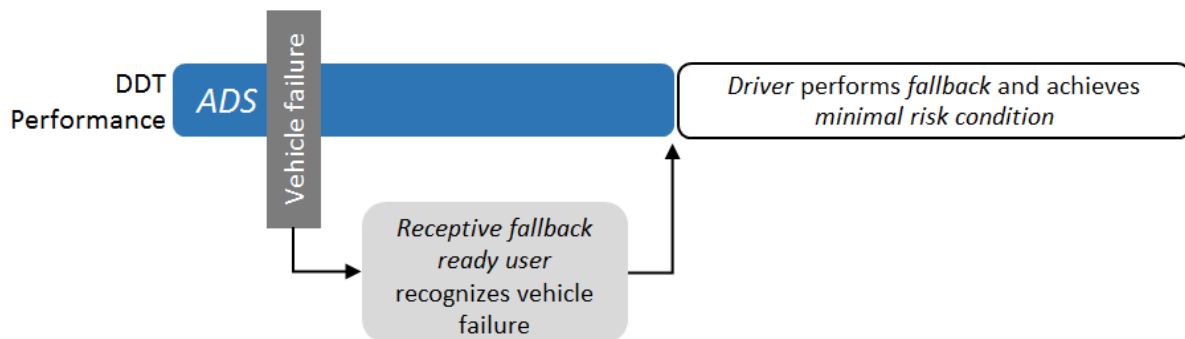 DDT
Performance
ADS
Vehicle failure
Driver performs fallback and achieves
minimal risk condition
Receptive fallback
ready user
recognizes vehicle
failure